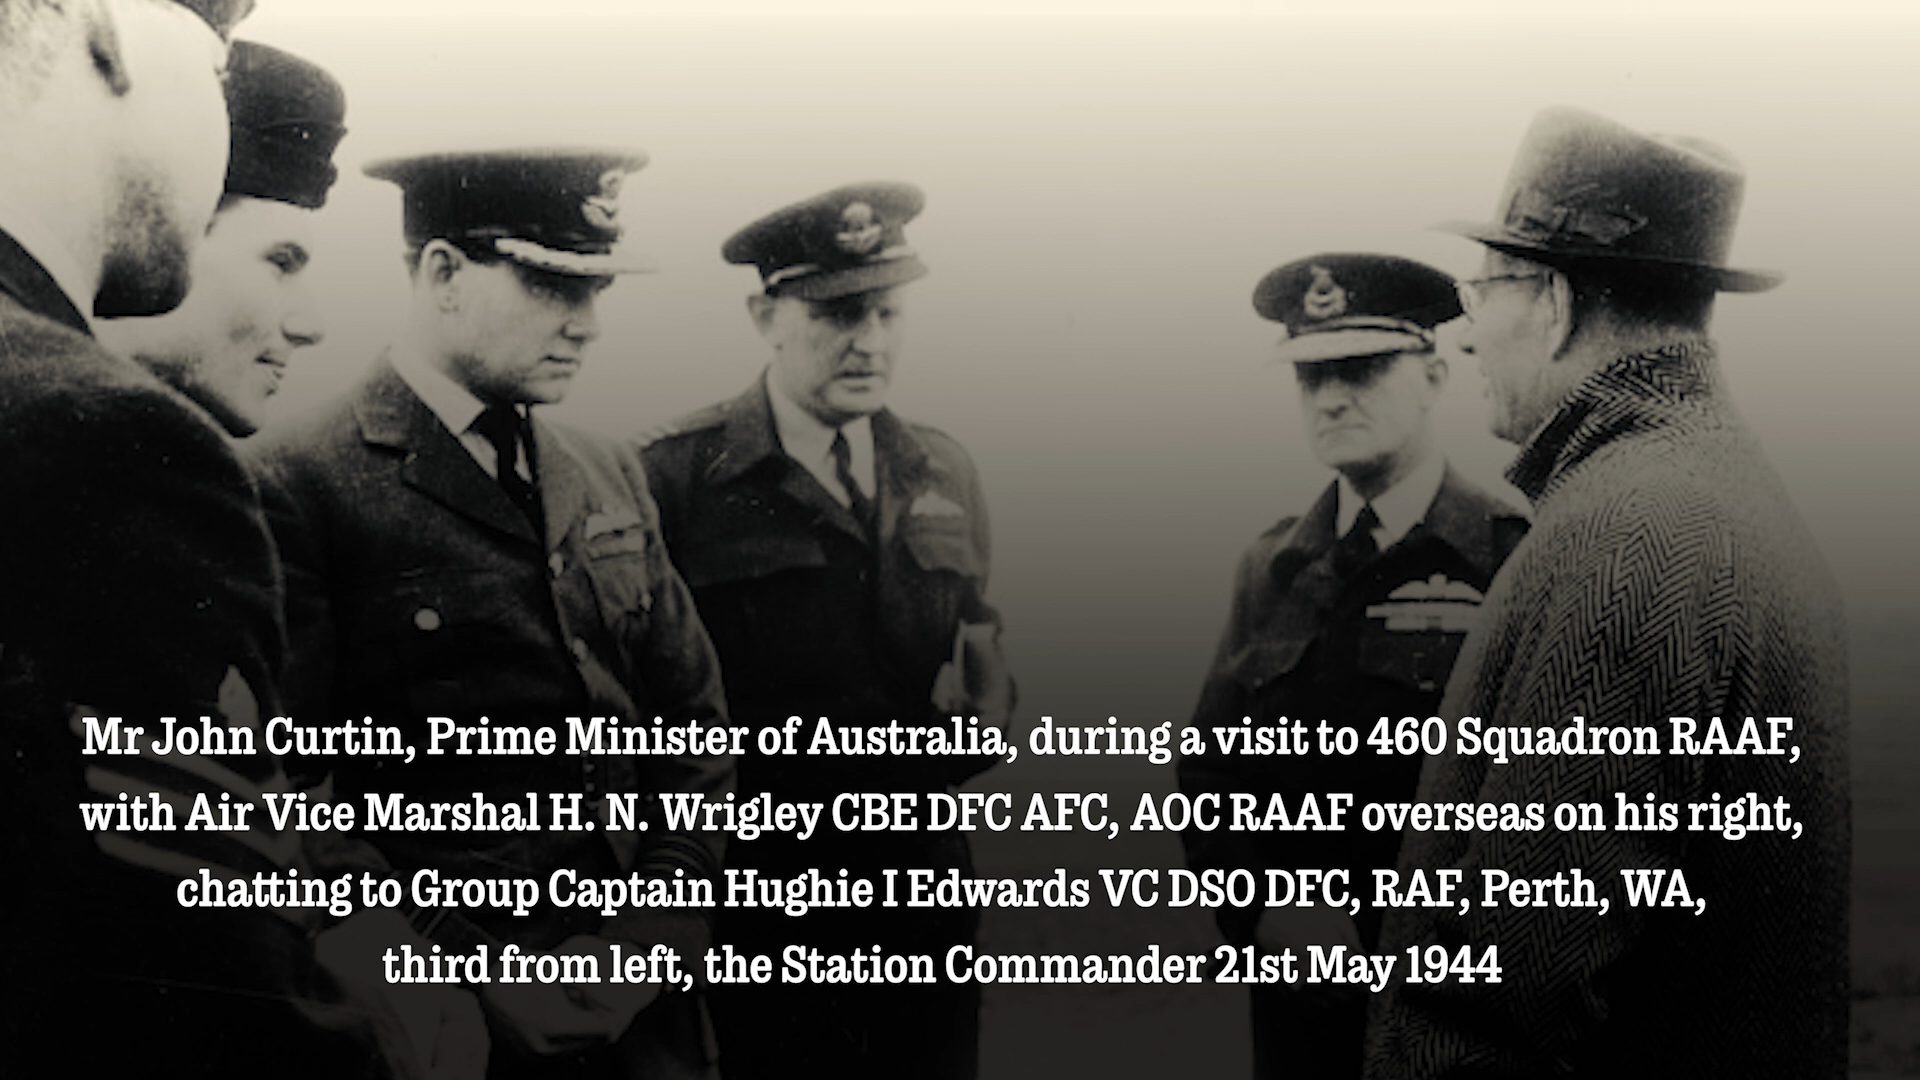 Mr John Curtin, Prime Minister of Australia, during a visit to 460 Squadron RAAF,
with Air Vice Marshal H. N. Wrigley CBE DFC AFC, AOC RAAF overseas on his right,
chatting to Group Captain Hughie I Edwards VC DSO DFC, RAF, Perth, WA,
third from left, the Station Commander 21st May 1944